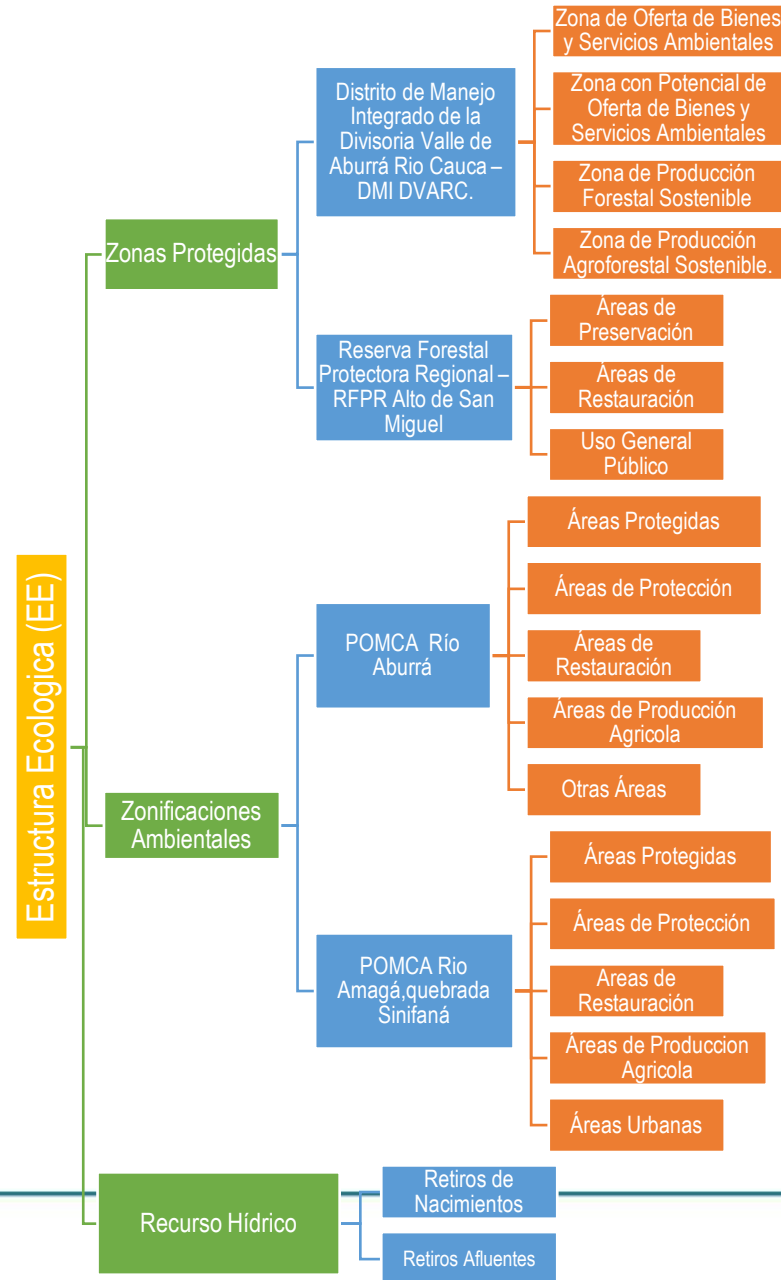 Estructura Ecologica (EE)
Zonas Protegidas
Distrito de Manejo
Integrado de la
Divisoria Valle de
Aburrá Rio Cauca –
DMI DVARC.
Zona de Oferta de Bienes
y Servicios Ambientales
Zona con Potencial de
Oferta de Bienes y
Servicios Ambientales
Zona de Producción
Forestal Sostenible
Zona de Producción
Agroforestal Sostenible.
Reserva Forestal
Protectora Regional –
RFPR Alto de San
Miguel
Áreas de
Preservación
Áreas de
Restauración
Uso General
Público
Zonificaciones
Ambientales
POMCA Río
Aburrá
Áreas Protegidas
Áreas de Protección
Áreas de
Restauración
Áreas de Producción
Agricola
Otras Áreas
POMCA Rio
Amagá,quebrada
Sinifaná
Áreas Protegidas
Áreas de Protección
Areas de
Restauración
Áreas de Produccion
Agricola
Áreas Urbanas
Recurso Hídrico
Retiros de
Nacimientos
Retiros Afluentes